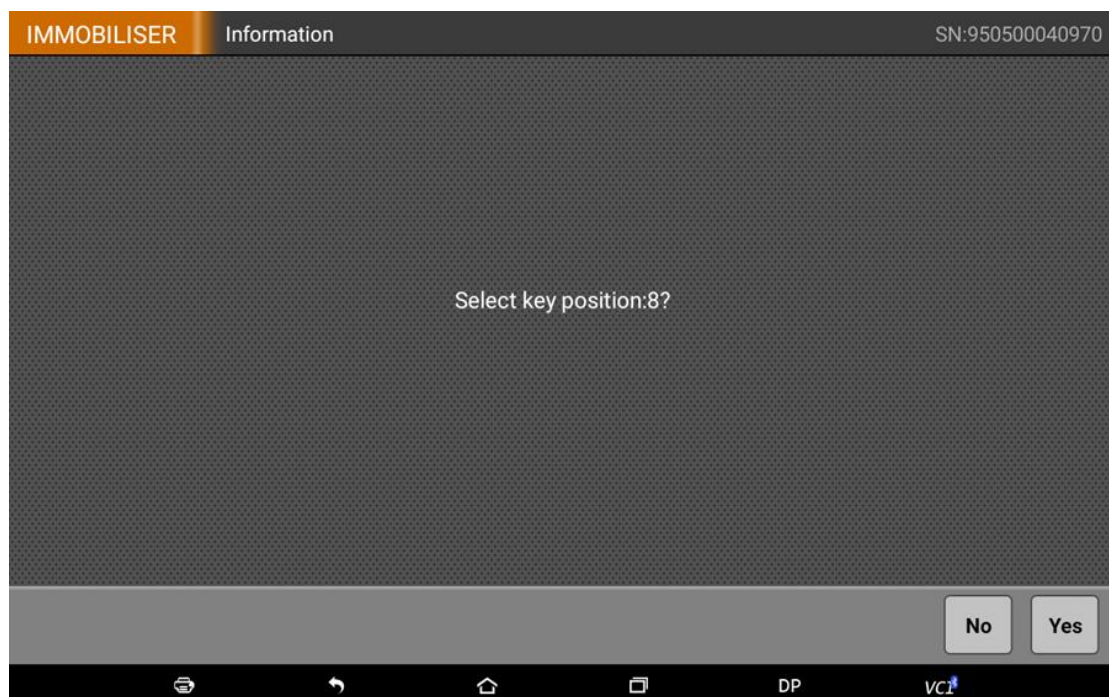 IMMOBILISER Information SN:950500040970
Select key position:8?
No Yes
DP VCI